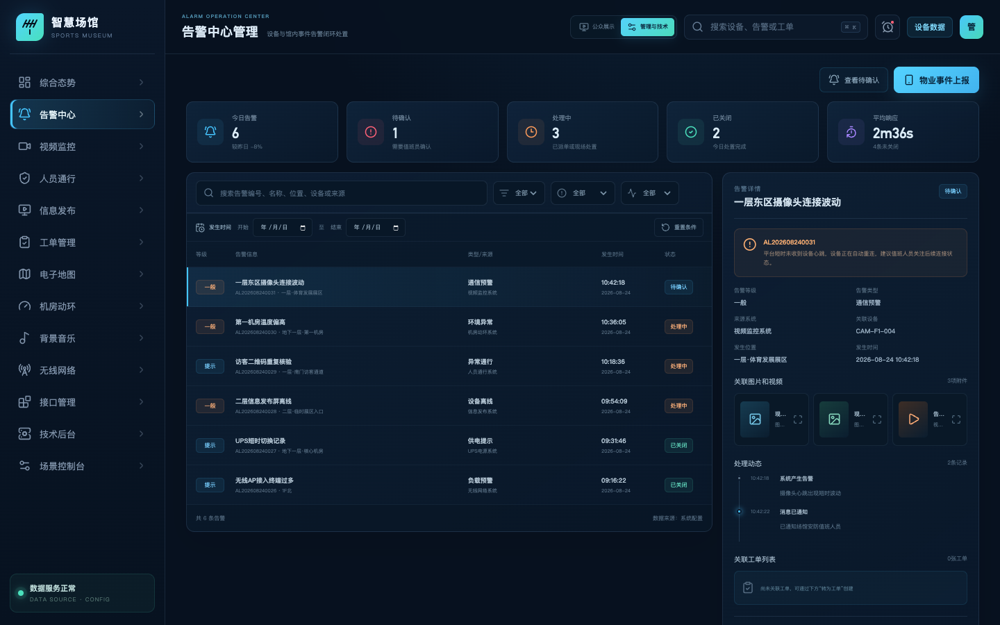 智慧场馆
SPORTS MUSEUM
综合态势
告警中心
视频监控
人员通行
信息发布
工单管理
电子地图
机房动环
背景音乐
无线网络
接口管理
技术后台
场景控制台
数据服务正常
DATA SOURCE · CONFIG
ALARM OPERATION CENTER
告警中心管理
设备与馆内事件告警闭环处置
公众展示
管理与技术
搜索设备、告警或工单
⌘ K
设备数据
管
查看待确认
物业事件上报
今日告警
6
较昨日 -8%
待确认
1
需要值班员确认
处理中
3
已派单或现场处置
已关闭
2
今日处置完成
平均响应
2m36s
4条未关闭
搜索告警编号、名称、位置、设备或来源
全部
全部
全部
发生时间 开始 年/月/日 至 结束 年/月/日
重置条件
等级 告警信息 类型/来源 发生时间 状态
一般 一层东区摄像头连接波动 通信预警 10:42:18 待确认
AL202608240031 · 一层·体育发展展区 视频监控系统 2026-08-24
一般 第一机房温度偏高 环境异常 10:36:05 处理中
AL202608240030 · 地下一层·第一机房 机房动环系统 2026-08-24
提示 访客二维码重复核验 异常通行 10:18:36 处理中
AL202608240029 · 一层·南门访客通道 人员通行系统 2026-08-24
一般 二层信息发布屏离线 设备离线 09:54:09 处理中
AL202608240028 · 二层·临时展区入口 信息发布系统 2026-08-24
提示 UPS短时切换记录 供电提示 09:31:46 已关闭
AL202608240027 · 地下一层·核心机房 UPS电源系统 2026-08-24
提示 无线AP接入终端过多 负载预警 09:16:22 已关闭
AL202608240026 · 1F北 无线网络系统 2026-08-24
共 6 条告警
数据来源：系统配置
告警详情
一层东区摄像头连接波动
待确认
AL202608240031
平台短时未收到设备心跳，设备正在自动重连，建议值班人员关注后续连接状
态。
告警等级 告警类型
一般 通信预警
来源系统 关联设备
视频监控系统 CAM-F1-004
发生位置 发生时间
一层·体育发展展区 2026-08-24 10:42:18
关联图片和视频
3项附件
现...
图...
现...
图...
告...
视...
处理动态
2条记录
10:42:18 系统产生告警
摄像头心跳出现短时波动
10:42:22 消息已通知
已通知场馆安防值班人员
关联工单列表
0张工单
尚未关联工单，可通过下方“转为工单”创建